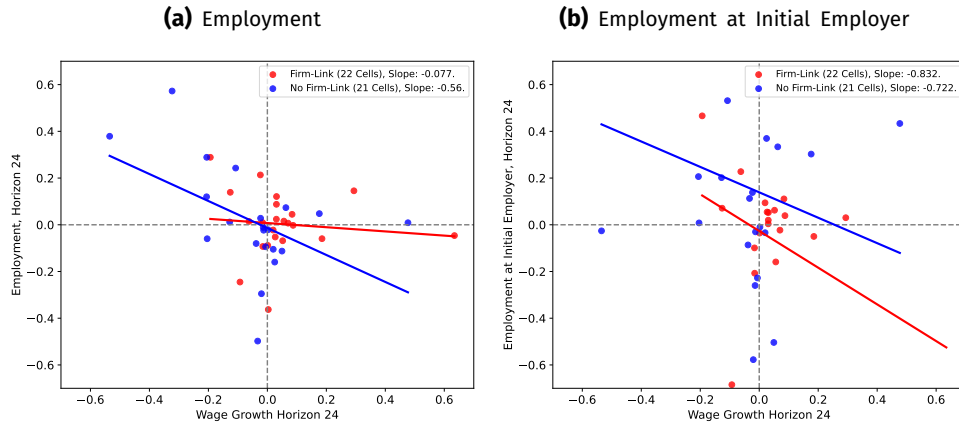 (a) Employment
Firm-Link (22 Cells), Slope: -0.077.
No Firm-Link (21 Cells), Slope: -0.56.
Employment, Horizon 24
0.6
0.4
0.2
0.0
−0.2
−0.4
−0.6
−0.6 −0.4 −0.2 0.0 0.2 0.4 0.6
Wage Growth Horizon 24
(b) Employment at Initial Employer
Firm-Link (22 Cells), Slope: -0.832.
No Firm-Link (21 Cells), Slope: -0.722.
Employment at Initial Employer, Horizon 24
0.6
0.4
0.2
0.0
−0.2
−0.4
−0.6
−0.6 −0.4 −0.2 0.0 0.2 0.4 0.6
Wage Growth Horizon 24